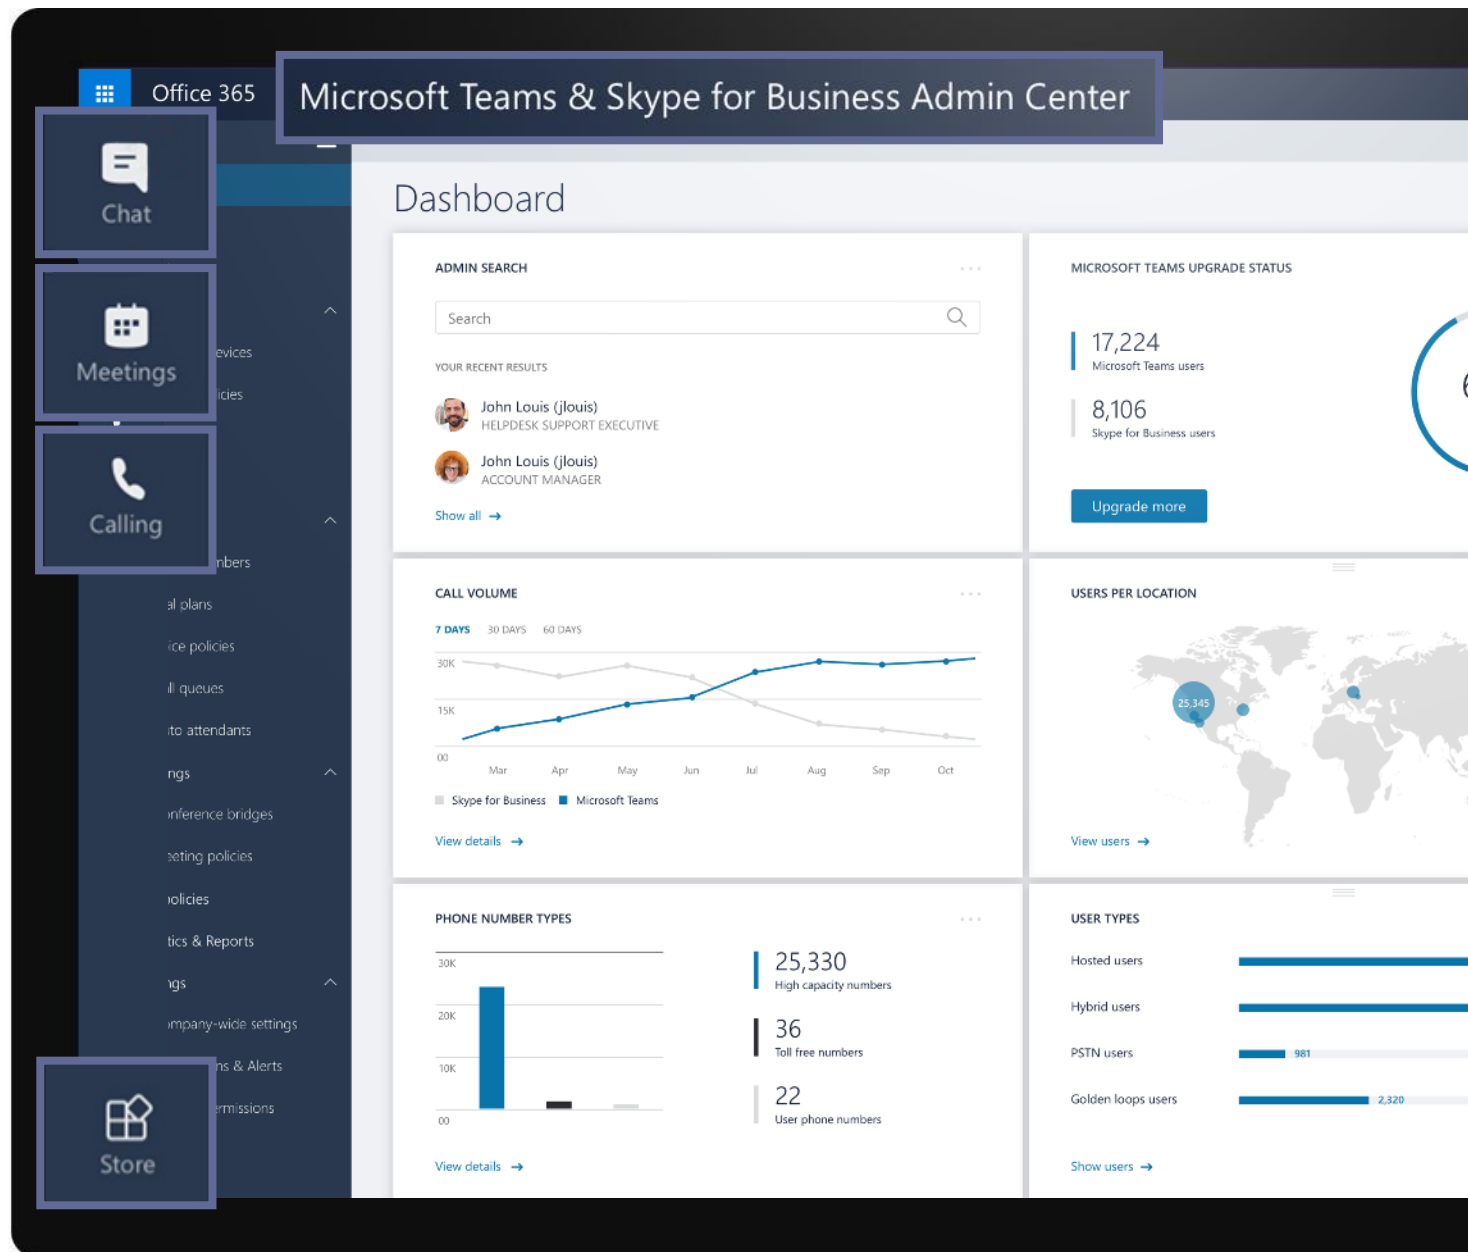 Office 365
Microsoft Teams & Skype for Business Admin Center
Chat
Meetings
Calling
Store
evices
icies
mbers
al plans
ice policies
ll queues
to attendants
ngs
nference bridges
eeting policies
olicies
tics & Reports
ngs
ompany-wide settings
ns & Alerts
ermissions
Dashboard
ADMIN SEARCH
Search
YOUR RECENT RESULTS
John Louis (jlouis)
HELPDESK SUPPORT EXECUTIVE
John Louis (jlouis)
ACCOUNT MANAGER
Show all →
MICROSOFT TEAMS UPGRADE STATUS
17,224
Microsoft Teams users
8,106
Skype for Business users
6
Upgrade more
CALL VOLUME
7 DAYS 30 DAYS 60 DAYS
30K
15K
00
Mar Apr May Jun Jul Aug Sep Oct
Skype for Business Microsoft Teams
View details →
USERS PER LOCATION
25,345
View users →
PHONE NUMBER TYPES
30K
20K
10K
00
25,330
High capacity numbers
36
Toll free numbers
22
User phone numbers
View details →
USER TYPES
Hosted users
Hybrid users
PSTN users 981
Golden loops users 2,320
Show users →